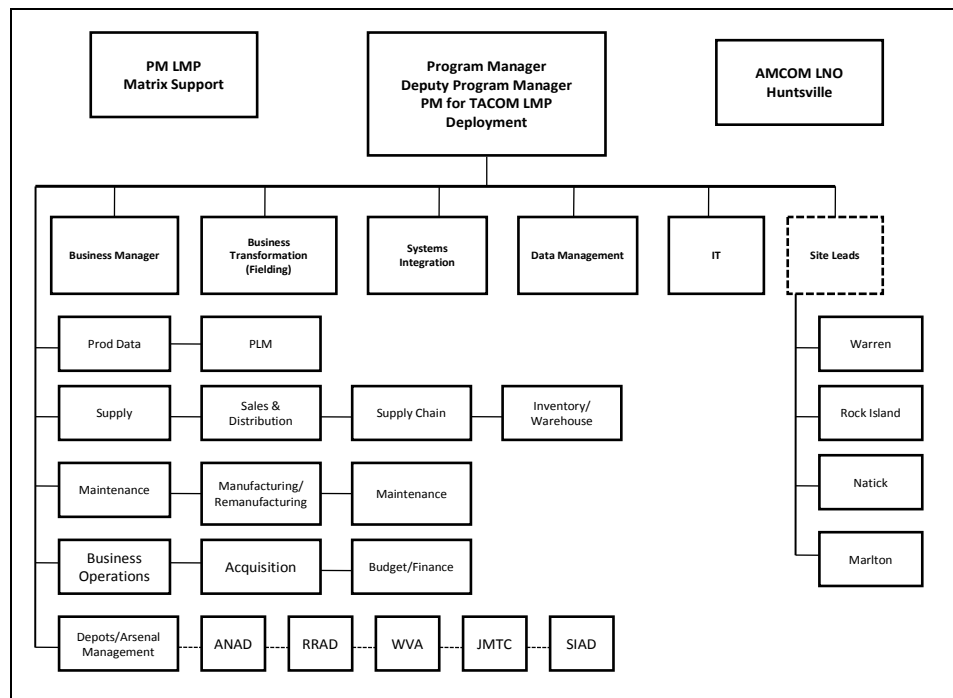 PM LMP
Matrix Support
Program Manager
Deputy Program Manager
PM for TACOM LMP
Deployment
AMCOM LNO
Huntsville
Business Manager
Business
Transformation
(Fielding)
Systems
Integration
Data Management
IT
Site Leads
Prod Data
PLM
Warren
Supply
Sales &
Distribution
Supply Chain
Inventory/
Warehouse
Rock Island
Maintenance
Manufacturing/
Remanufacturing
Maintenance
Natick
Business
Operations
Acquisition
Budget/Finance
Marlton
Depots/Arsenal
Management
ANAD
RRAD
WVA
JMTC
SIAD